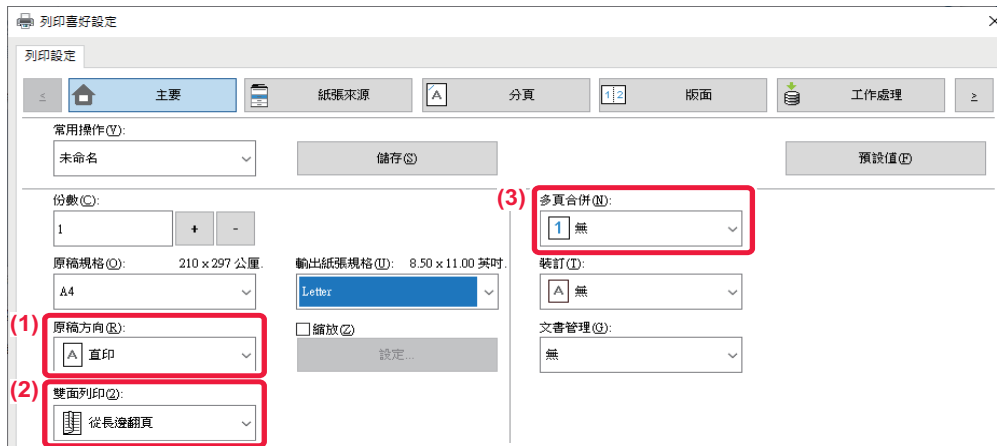 列印喜好設定
列印設定
≤ 主要 紙張來源 A 分頁 1 2 版面 工作處理 ≥
常用操作(V):
未命名 儲存(S) 預設值(F)
份數(C): (3) 多頁合併(N):
1 + - 1 無
原稿規格(O): 210 x 297 公厘. 輸出紙張規格(U): 8.50 x 11.00 英吋. 裝訂(T):
A4 Letter A 無
(1) 原稿方向(R): 縮放(Z) 文書管理(G):
A 直印 設定... 無
(2) 雙面列印(2):
從長邊翻頁